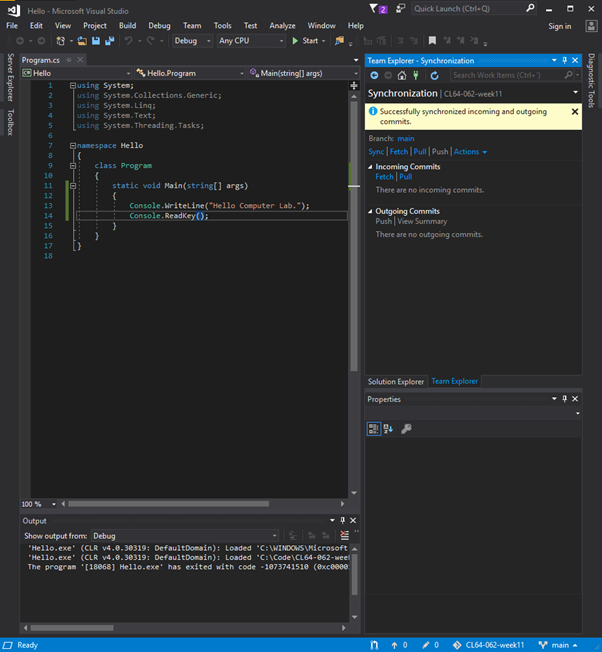 Hello - Microsoft Visual Studio
2
Quick Launch (Ctrl+Q)
File Edit View Project Build Debug Team Tools Test Analyze Window Help
Sign in
Debug Any CPU Start
Server Explorer
Toolbox
Program.cs
Hello Hello.Program Main(string[] args)
1 using System;
2 using System.Collections.Generic;
3 using System.Linq;
4 using System.Text;
5 using System.Threading.Tasks;
6
7 namespace Hello
8 {
9 class Program
10 {
11 static void Main(string[] args)
12 {
13 Console.WriteLine("Hello Computer Lab.");
14 Console.ReadKey();
15 }
16 }
17 }
18
100 %
Output
Show output from: Debug
'Hello.exe' (CLR v4.0.30319: DefaultDomain): Loaded 'C:\WINDOWS\Microsoft
'Hello.exe' (CLR v4.0.30319: DefaultDomain): Loaded 'C:\Code\CL64-062-wee
The program '[18068] Hello.exe' has exited with code -1073741510 (0xc000
Team Explorer - Synchronization
Search Work Items (Ctrl+')
Synchronization | CL64-062-week11
Successfully synchronized incoming and outgoing
commits.
Branch: main
Sync | Fetch | Pull | Push | Actions
Incoming Commits
Fetch | Pull
There are no incoming commits.
Outgoing Commits
Push | View Summary
There are no outgoing commits.
Solution Explorer Team Explorer
Properties
Diagnostic Tools
Ready
0 0 CL64-062-week11 main